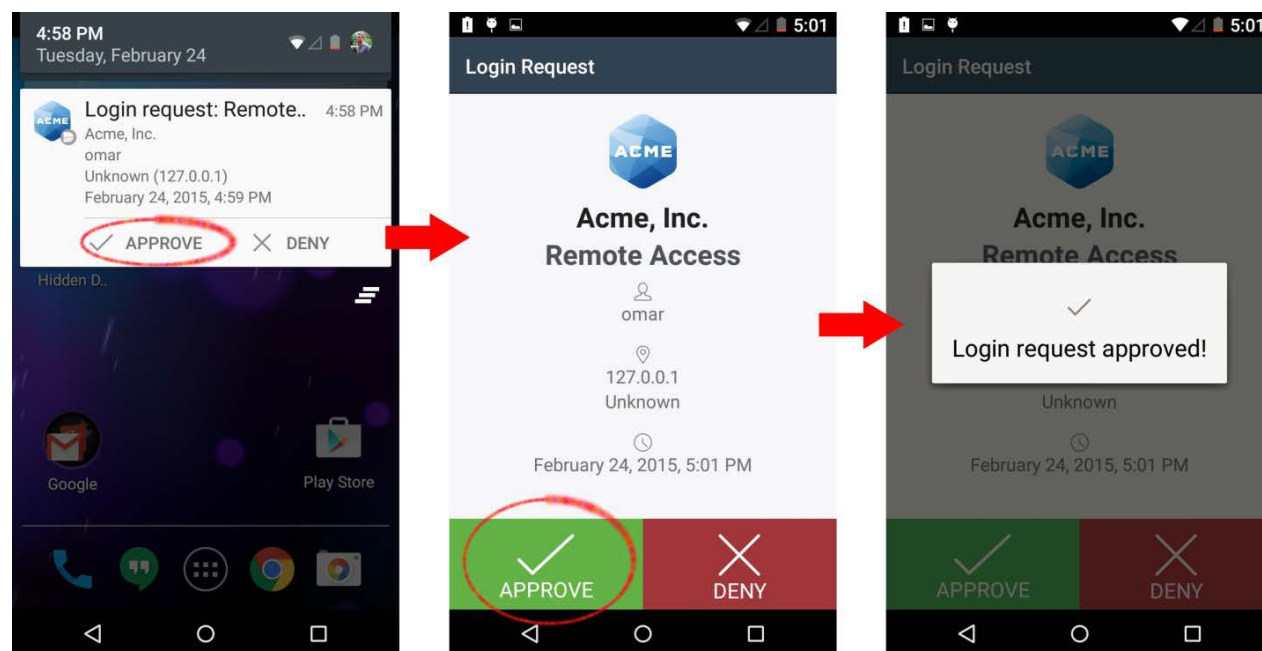 4:58 PM
Tuesday, February 24
ACME
Login request: Remote.. 4:58 PM
Acme, Inc.
omar
Unknown (127.0.0.1)
February 24, 2015, 4:59 PM
APPROVE DENY
Hidden D..
Google Play Store
5:01
Login Request
ACME
Acme, Inc.
Remote Access
omar
127.0.0.1
Unknown
February 24, 2015, 5:01 PM
APPROVE DENY
5:01
Login Request
ACME
Acme, Inc.
Remote Access
Login request approved!
Unknown
February 24, 2015, 5:01 PM
APPROVE DENY